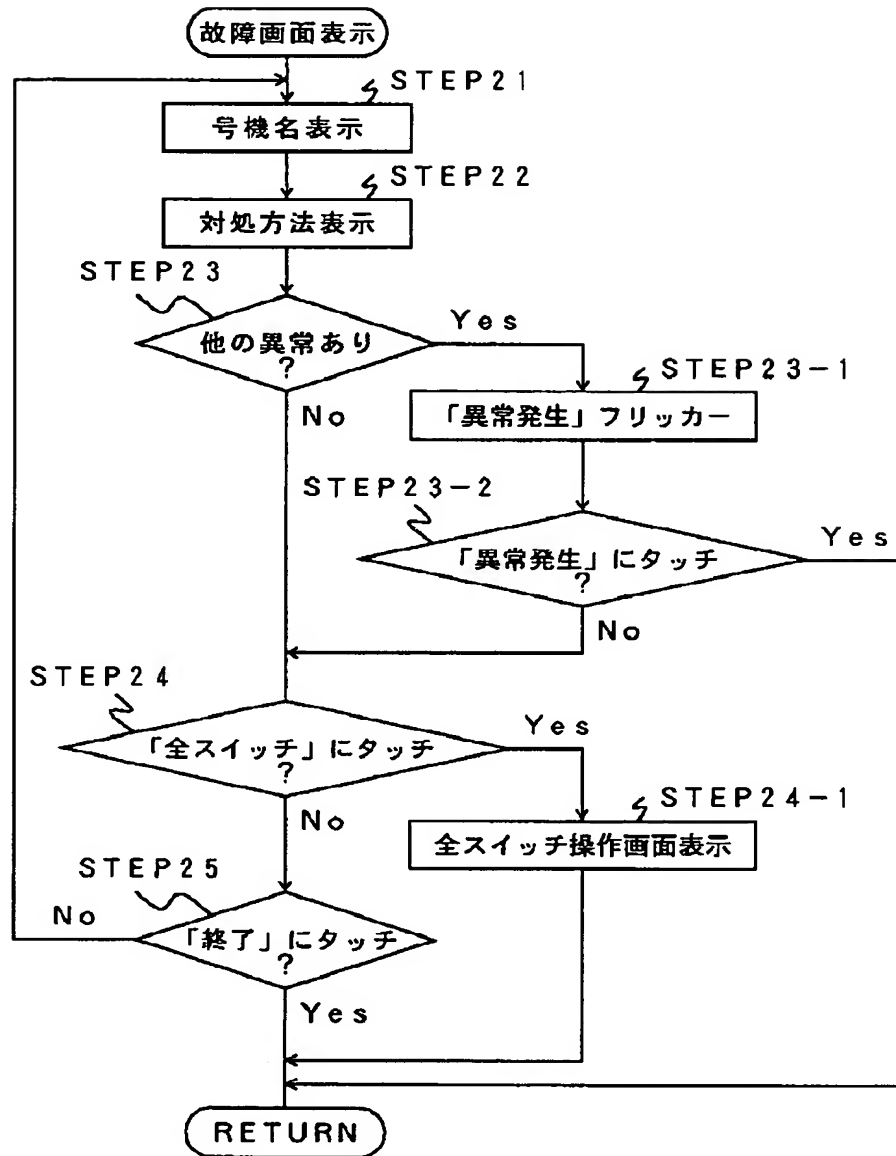 故障画面表示
STEP21
号機名表示
STEP22
対処方法表示
STEP23
他の異常あり
?
Yes
No
STEP23-1
「異常発生」フリッカー
STEP23-2
「異常発生」にタッチ
?
Yes
No
STEP24
「全スイッチ」にタッチ
?
Yes
No
STEP24-1
全スイッチ操作画面表示
STEP25
「終了」にタッチ
?
No
Yes
RETURN